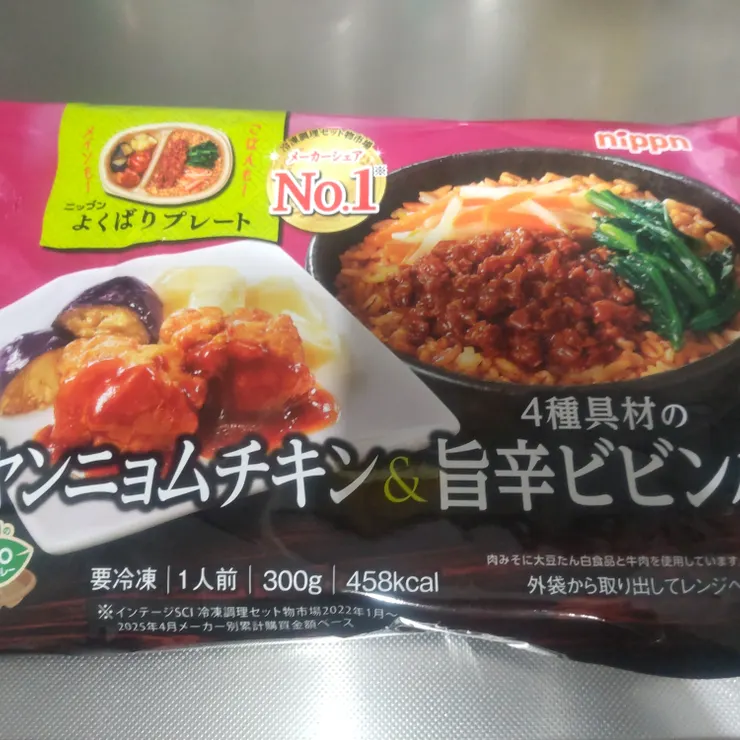 nippn
ごはんも!
メインも!
ニップン
よくばりプレート
冷凍調理セット物市場
メーカーシェア
No.1※
4種具材の
ヤンニョムチキン&旨辛ビビン
肉みそに大豆たん白食品と牛肉を使用しています
要冷凍 | 1人前 | 300g | 458kcal
外袋から取り出してレンジへ
※インテージSCI 冷凍調理セット物市場2022年1月〜
2025年4月メーカー別累計購買金額ベース